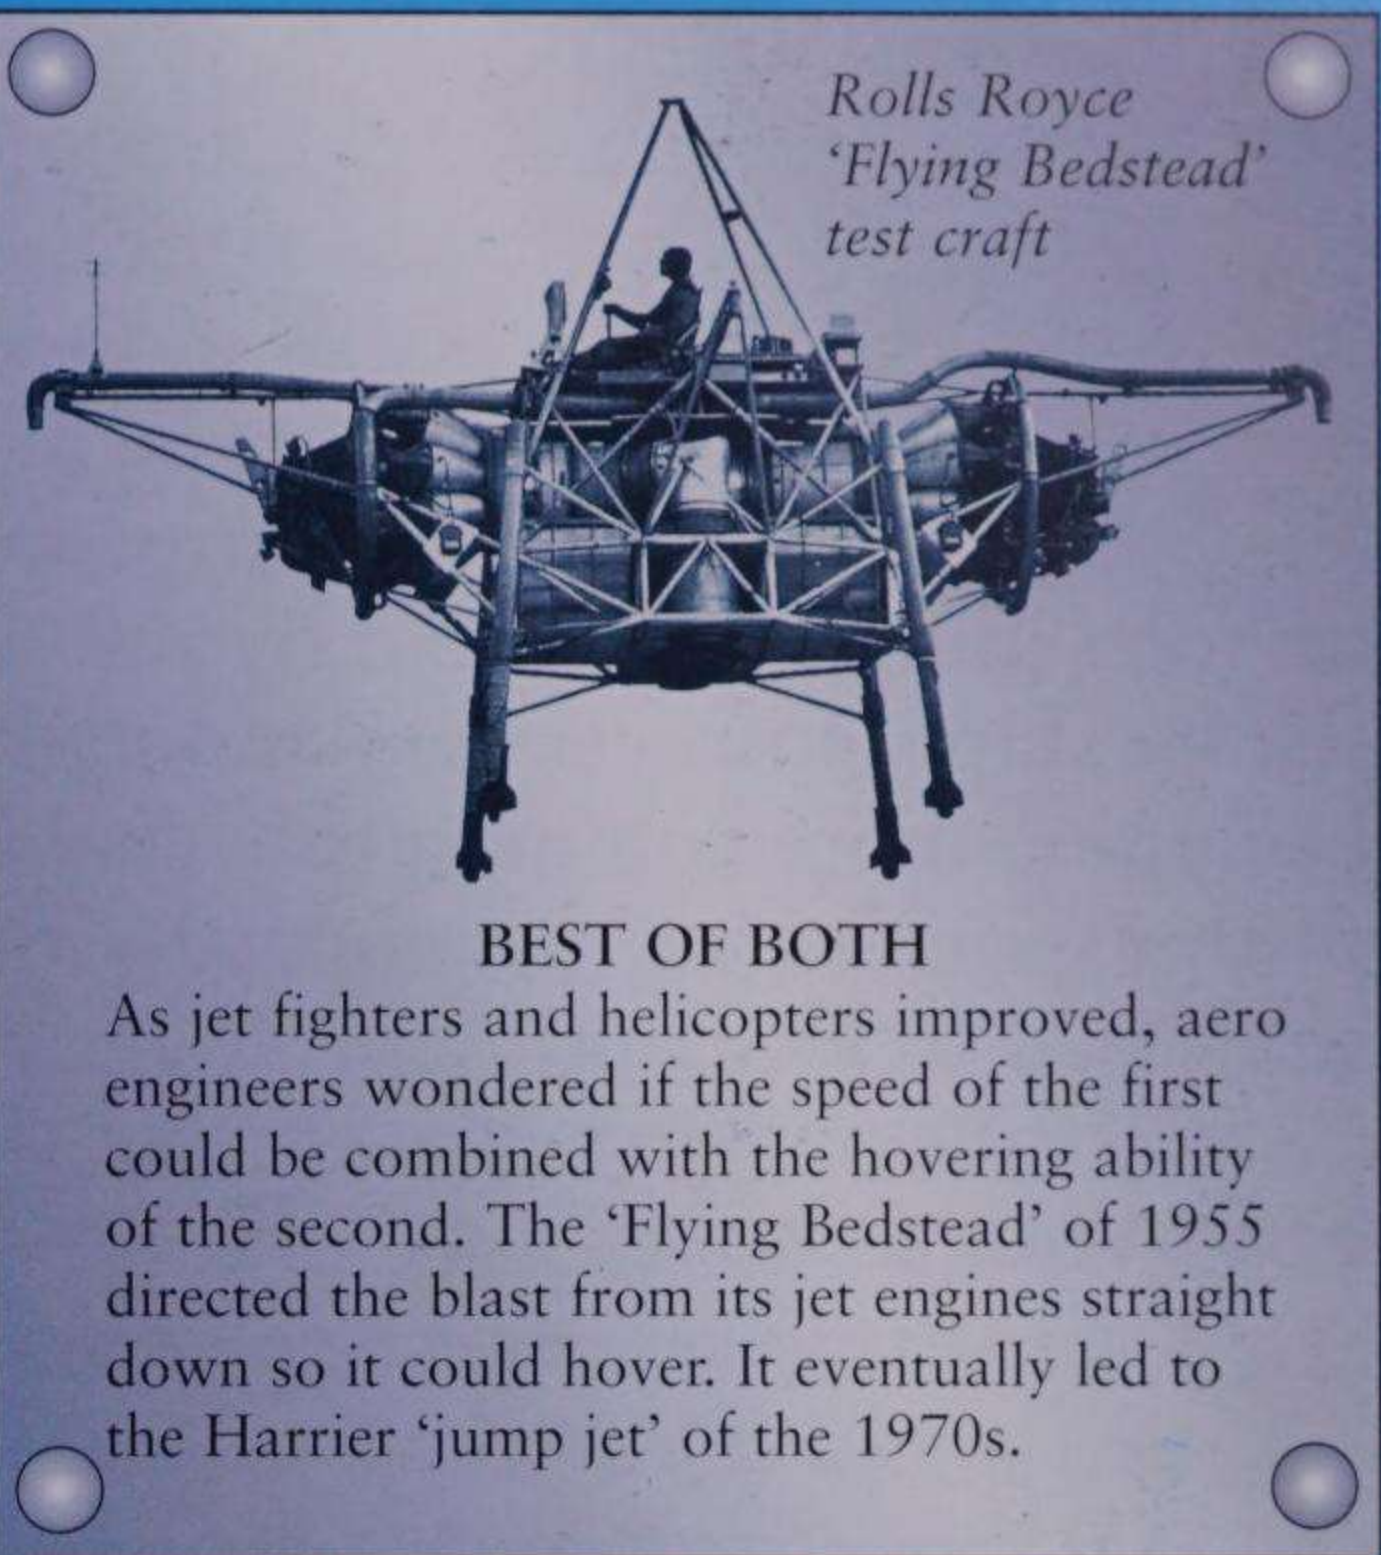 Rolls Royce
‘Flying Bedstead’
test craft
BEST OF BOTH
As jet fighters and helicopters improved, aero
engineers wondered if the speed of the first
could be combined with the hovering ability
of the second. The ‘Flying Bedstead’ of 1955
directed the blast from its jet engines straight
down so it could hover. It eventually led to
the Harrier ‘jump jet’ of the 1970s.